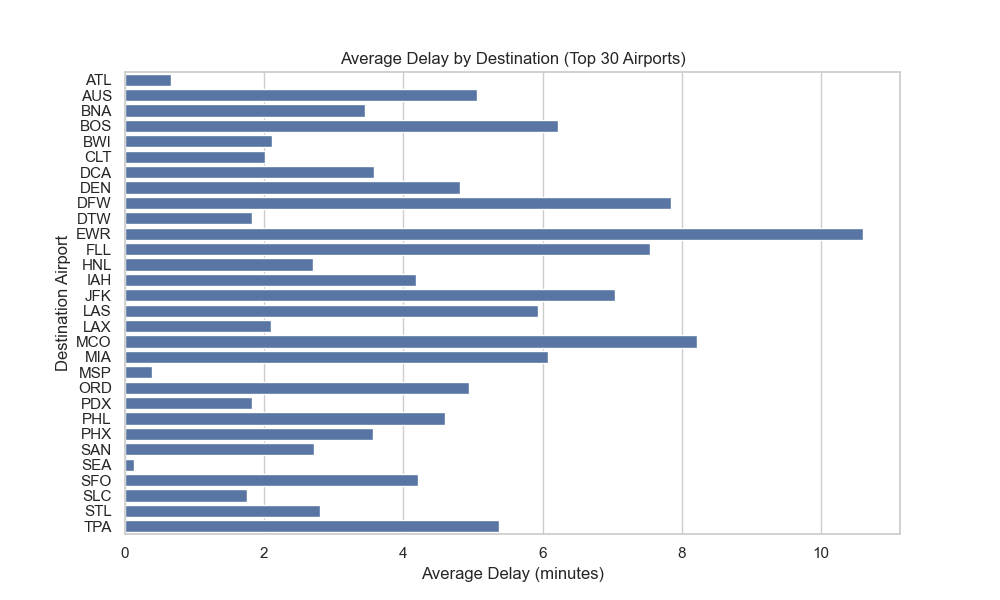 Average Delay by Destination (Top 30 Airports)
Destination Airport
ATL
AUS
BNA
BOS
BWI
CLT
DCA
DEN
DFW
DTW
EWR
FLL
HNL
IAH
JFK
LAS
LAX
MCO
MIA
MSP
ORD
PDX
PHL
PHX
SAN
SEA
SFO
SLC
STL
TPA
0 2 4 6 8 10
Average Delay (minutes)